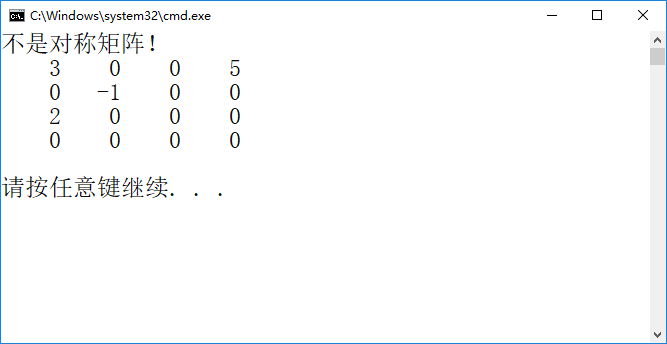 C:\Windows\system32\cmd.exe
不是对称矩阵!
3 0 0 5
0 -1 0 0
2 0 0 0
0 0 0 0
请按任意键继续. . .